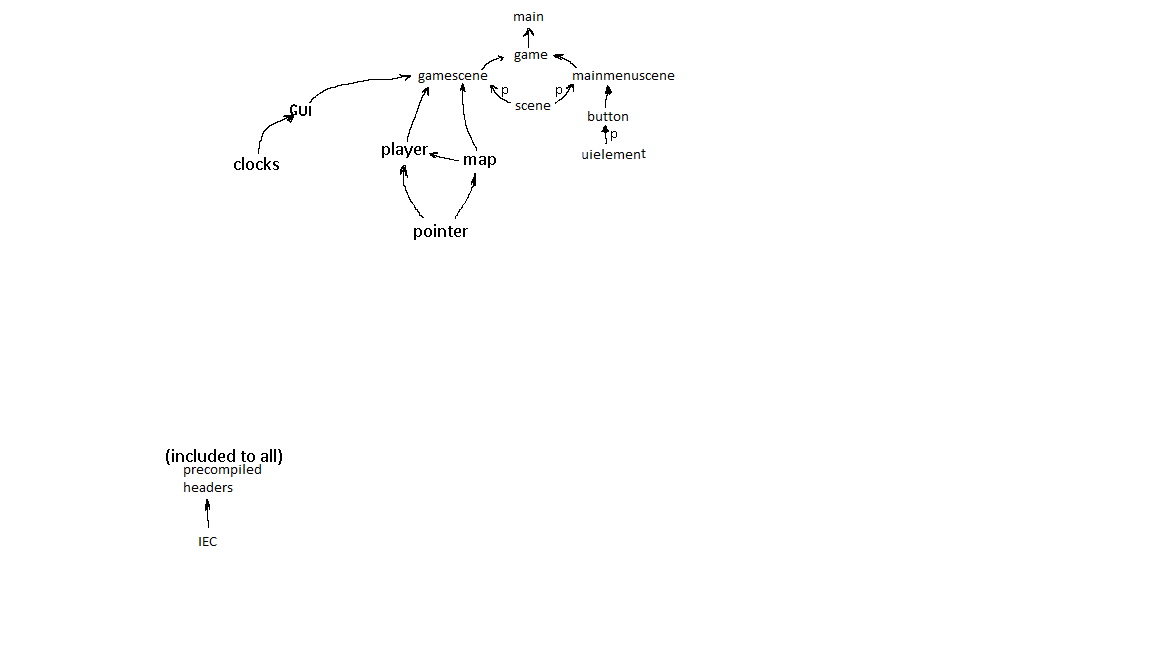 main
game
gamescene
mainmenuscene
p
p
scene
GUI
button
p
player
map
uielement
clocks
pointer
(included to all)
precompiled
headers
IEC